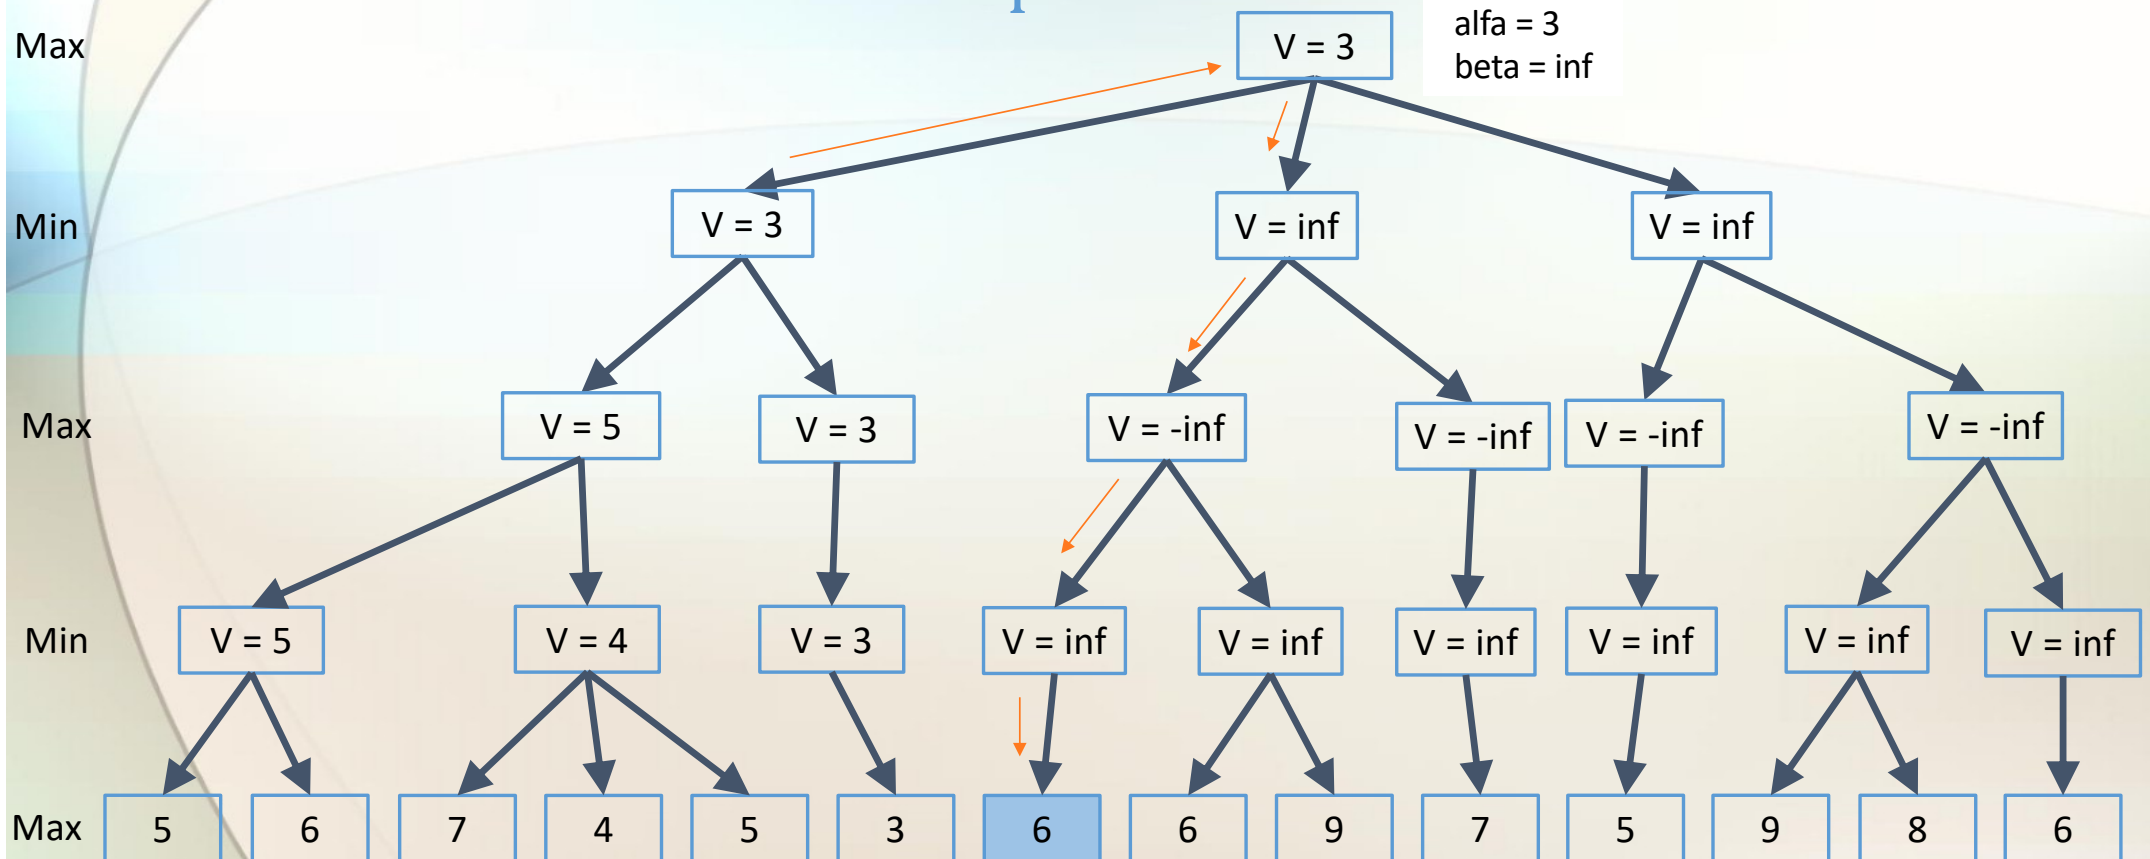 Max
V = 3
alfa = 3
beta = inf
Min
V = 3
V = inf
V = inf
Max
V = 5
V = 3
V = -inf
V = -inf
V = -inf
V = -inf
Min
V = 5
V = 4
V = 3
V = inf
V = inf
V = inf
V = inf
V = inf
V = inf
Max
5
6
7
4
5
3
6
6
9
7
5
9
8
6